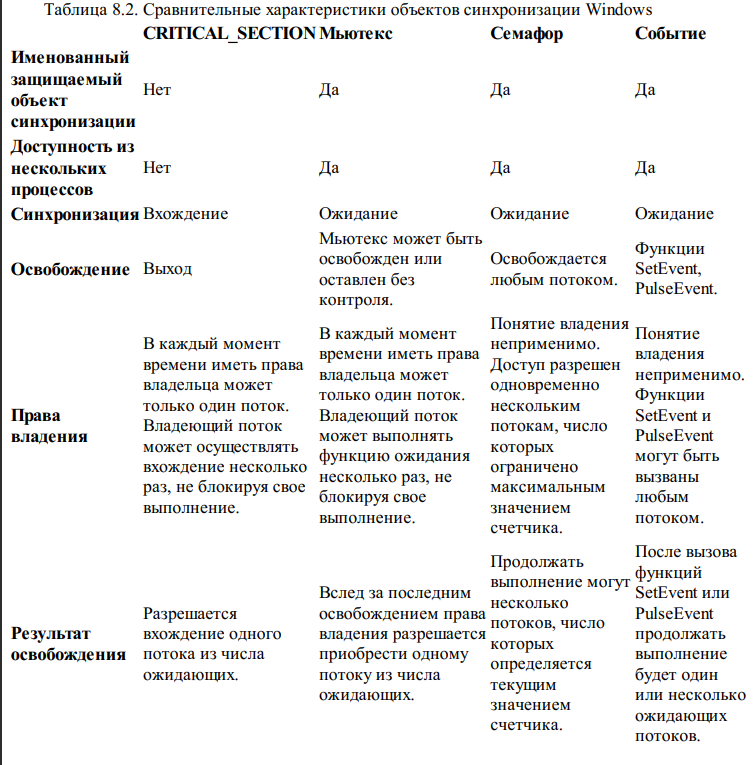 Таблица 8.2. Сравнительные характеристики объектов синхронизации Windows
CRITICAL_SECTION Мьютекс Семафор Событие
Именованный
защищаемый
объект
синхронизации
Нет Да Да Да
Доступность из
нескольких
процессов
Нет Да Да Да
Синхронизация Вхождение Ожидание Ожидание Ожидание
Освобождение
Выход
Мьютекс может быть
освобожден или
оставлен без
контроля.
Освобождается
любым потоком.
Функции
SetEvent,
PulseEvent.
Права
владения
В каждый момент
времени иметь права
владельца может
только один поток.
Владеющий поток
может осуществлять
вхождение несколько
раз, не блокируя свое
выполнение.
В каждый момент
времени иметь права
владельца может
только один поток.
Владеющий поток
может выполнять
функцию ожидания
несколько раз, не
блокируя свое
выполнение.
Понятие владения
неприменимо.
Доступ разрешен
одновременно
нескольким
потокам, число
которых
ограничено
максимальным
значением
счетчика.
Понятие
владения
неприменимо.
Функции
SetEvent и
PulseEvent
могут быть
вызваны
любым
потоком.
Результат
освобождения
Разрешается
вхождение одного
потока из числа
ожидающих.
Вслед за последним
освобождением права
владения разрешается
приобрести одному
потоку из числа
ожидающих.
Продолжать
выполнение могут
несколько
потоков, число
которых
определяется
текущим
значением
счетчика.
После вызова
функций
SetEvent или
PulseEvent
продолжать
выполнение
будет один
или несколько
ожидающих
потоков.